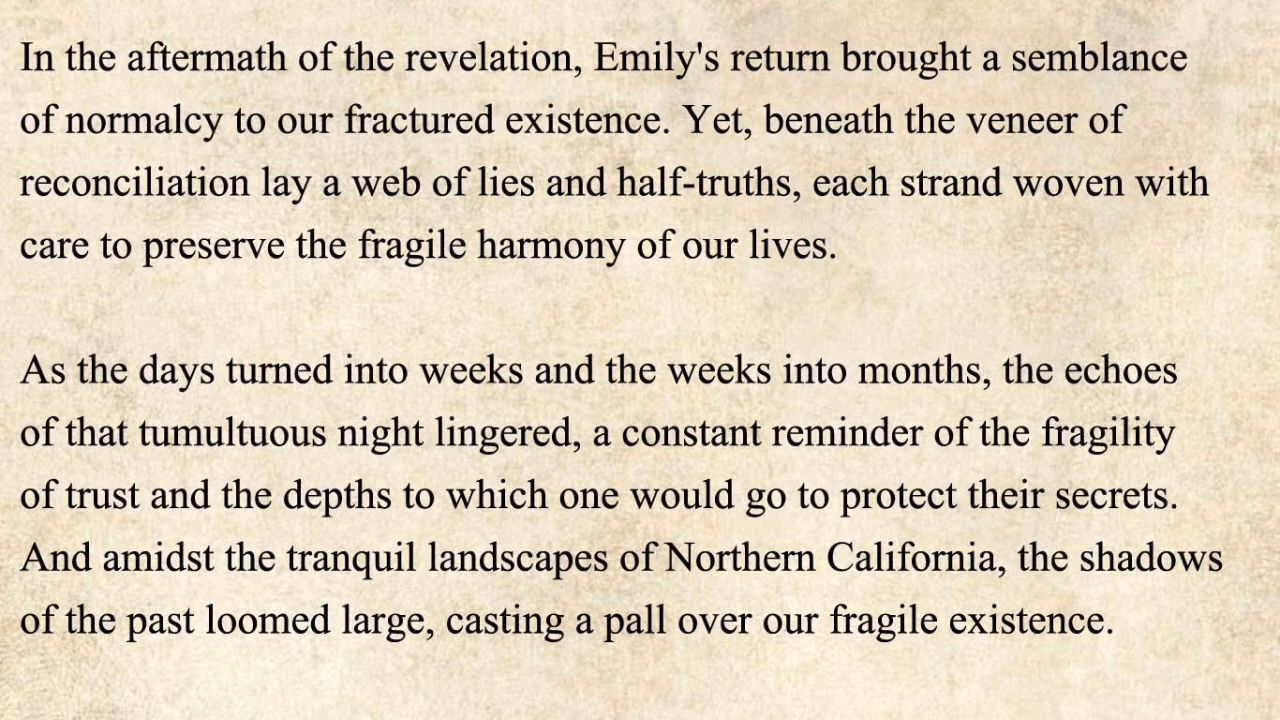 In the aftermath of the revelation, Emily's return brought a semblance
of normalcy to our fractured existence. Yet, beneath the veneer of
reconciliation lay a web of lies and half-truths, each strand woven with
care to preserve the fragile harmony of our lives.
As the days turned into weeks and the weeks into months, the echoes
of that tumultuous night lingered, a constant reminder of the fragility
of trust and the depths to which one would go to protect their secrets.
And amidst the tranquil landscapes of Northern California, the shadows
of the past loomed large, casting a pall over our fragile existence.